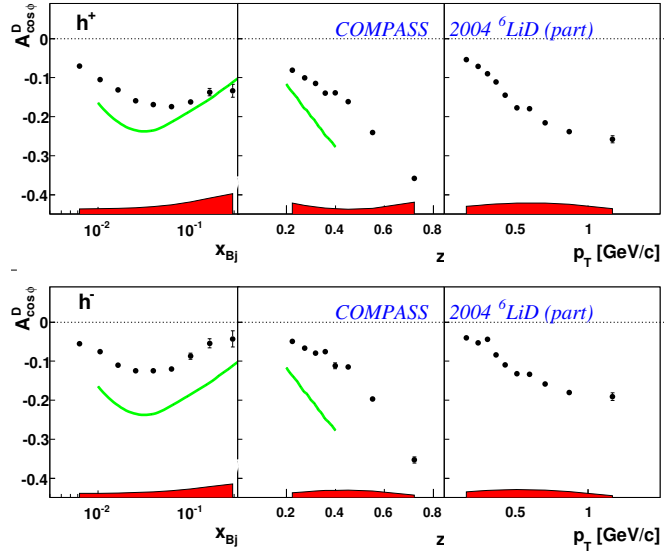 h+ COMPASS 2004 ⁶LiD (part)
A^D_cosϕ
0
-0.1
-0.2
-0.3
-0.4
10⁻² 10⁻¹ 0.2 0.4 0.6 0.8 0.5 1
x_Bj z p_T [GeV/c]
h- COMPASS 2004 ⁶LiD (part)
A^D_cosϕ
0
-0.1
-0.2
-0.3
-0.4
10⁻² 10⁻¹ 0 0.2 0.4 0.6 0.8 0.5 1
x_Bj z p_T [GeV/c]